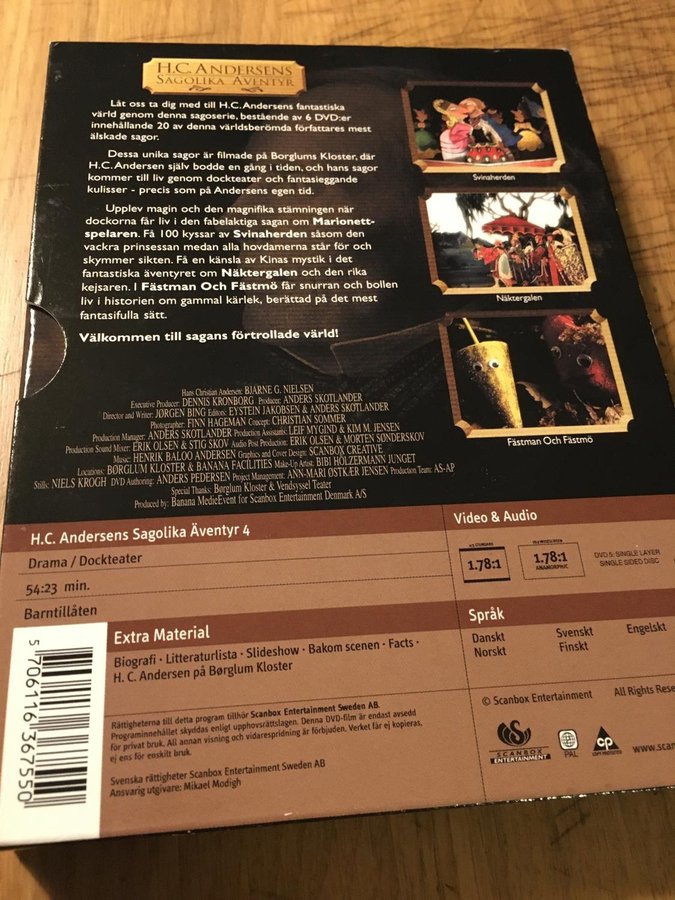 H.C. ANDERSENS
SAGOLIKA ÄVENTYR
Låt oss ta dig med till H.C.Andersens fantastiska
värld genom denna sagoserie, bestående av 6 DVD:er
innehållande 20 av denna världsberömda författares mest
älskade sagor.
Dessa unika sagor är filmade på Borglums Kloster, där
H.C. Andersen själv bodde en gång i tiden, och hans sagor
kommer till liv genom dockteater och fantasieggande
kulisser - precis som på Andersens egen tid.
Upplev magin och den magnifika stämningen när
dockorna får liv i den fabelaktiga sagan om Marionett-
spelaren. Få 100 kyssar av Svinaherden såsom den
vackra prinsessan medan alla hovdamerna står för och
skymmer sikten. Få en känsla av Kinas mystik i det
fantastiska äventyret om Näktergalen och den rika
kejsaren. I Fästman Och Fästmö får snurran och bollen
liv i historien om gammal kärlek, berättad på det mest
fantasifulla sätt.
Välkommen till sagans förtrollade värld!
Svinaherden
Näktergalen
Fästman Och Fästmö
Hans Christian Andersen: BJARNE G. NIELSEN
Executive Producer: DENNIS KRONBORG Producer: ANDERS SKOTLANDER
Director and Writer: JØRGEN BING Editors: EYSTEIN JAKOBSEN & ANDERS SKOTLANDER
Photographer: FINN HAGEMAN Concept: CHRISTIAN SOMMER
Production Manager: ANDERS SKOTLANDER Production Assistants: LEIF MYGIND & KIM M. JENSEN
Production Sound Mixer: ERIK OLSEN & STIG SKOV Audio Post Production: ERIK OLSEN & MORTEN SØNDERSKOV
Music: HENRIK BALOO ANDERSEN Graphics and Cover Design: SCANBOX CREATIVE
Locations: BØRGLUM KLOSTER & BANANA FACILITIES Make-Up Artist: BIBI HOLZERMANN JUNGET
Stills: NIELS KROGH DVD Authoring: ANDERS PEDERSEN Project Management: ANN-MARI ØSTKÆR JENSEN Production Team: AS-AP
Special Thanks: Børglum Kloster & Vendsyssel Teater
Produced by: Banana MedieEvent for Scanbox Entertainment Denmark A/S
H.C. Andersens Sagolika Äventyr 4
Drama / Dockteater
54:23 min.
Barntillåten
Video & Audio
1.78:1
1.78:1
ANAMORPHIC
DVD 5: SINGLE LAYER
SINGLE SIDED DISC
Språk
Danskt Svenskt Engelskt
Norskt Finskt
Extra Material
Biografi · Litteraturlista · Slideshow · Bakom scenen · Facts ·
H. C. Andersen på Børglum Kloster
Rättigheterna till detta program tillhör Scanbox Entertainment Sweden AB.
Programinnehållet skyddas enligt upphovsrättslagen. Denna DVD-film är endast avsedd
för privat bruk. All annan visning och vidarespridning är förbjuden. Verket får ej kopieras,
ej ens för enskilt bruk.
Svenska rättigheter Scanbox Entertainment Sweden AB
Ansvarig utgivare: Mikael Modigh
© Scanbox Entertainment All Rights Rese
SCANBOX
ENTERTAINMENT
PAL
CP
COPY PROTECTED
www.scan
5 706116 367550